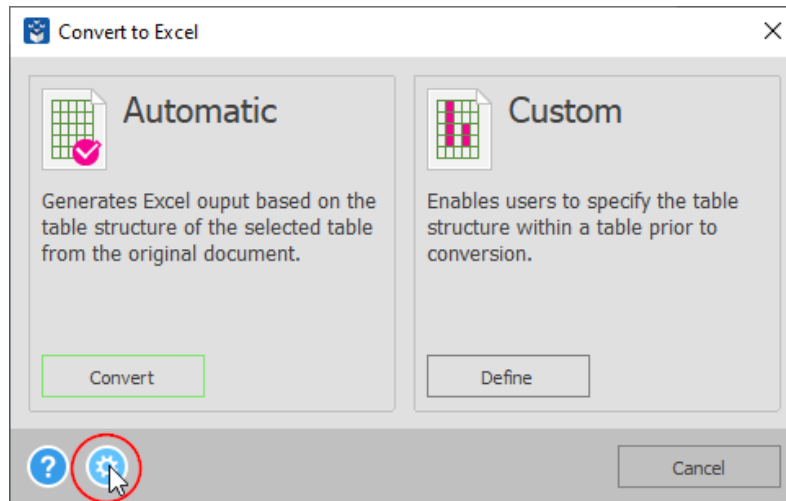 Convert to Excel
Automatic
Generates Excel ouput based on the
table structure of the selected table
from the original document.
Convert
Custom
Enables users to specify the table
structure within a table prior to
conversion.
Define
?
Cancel